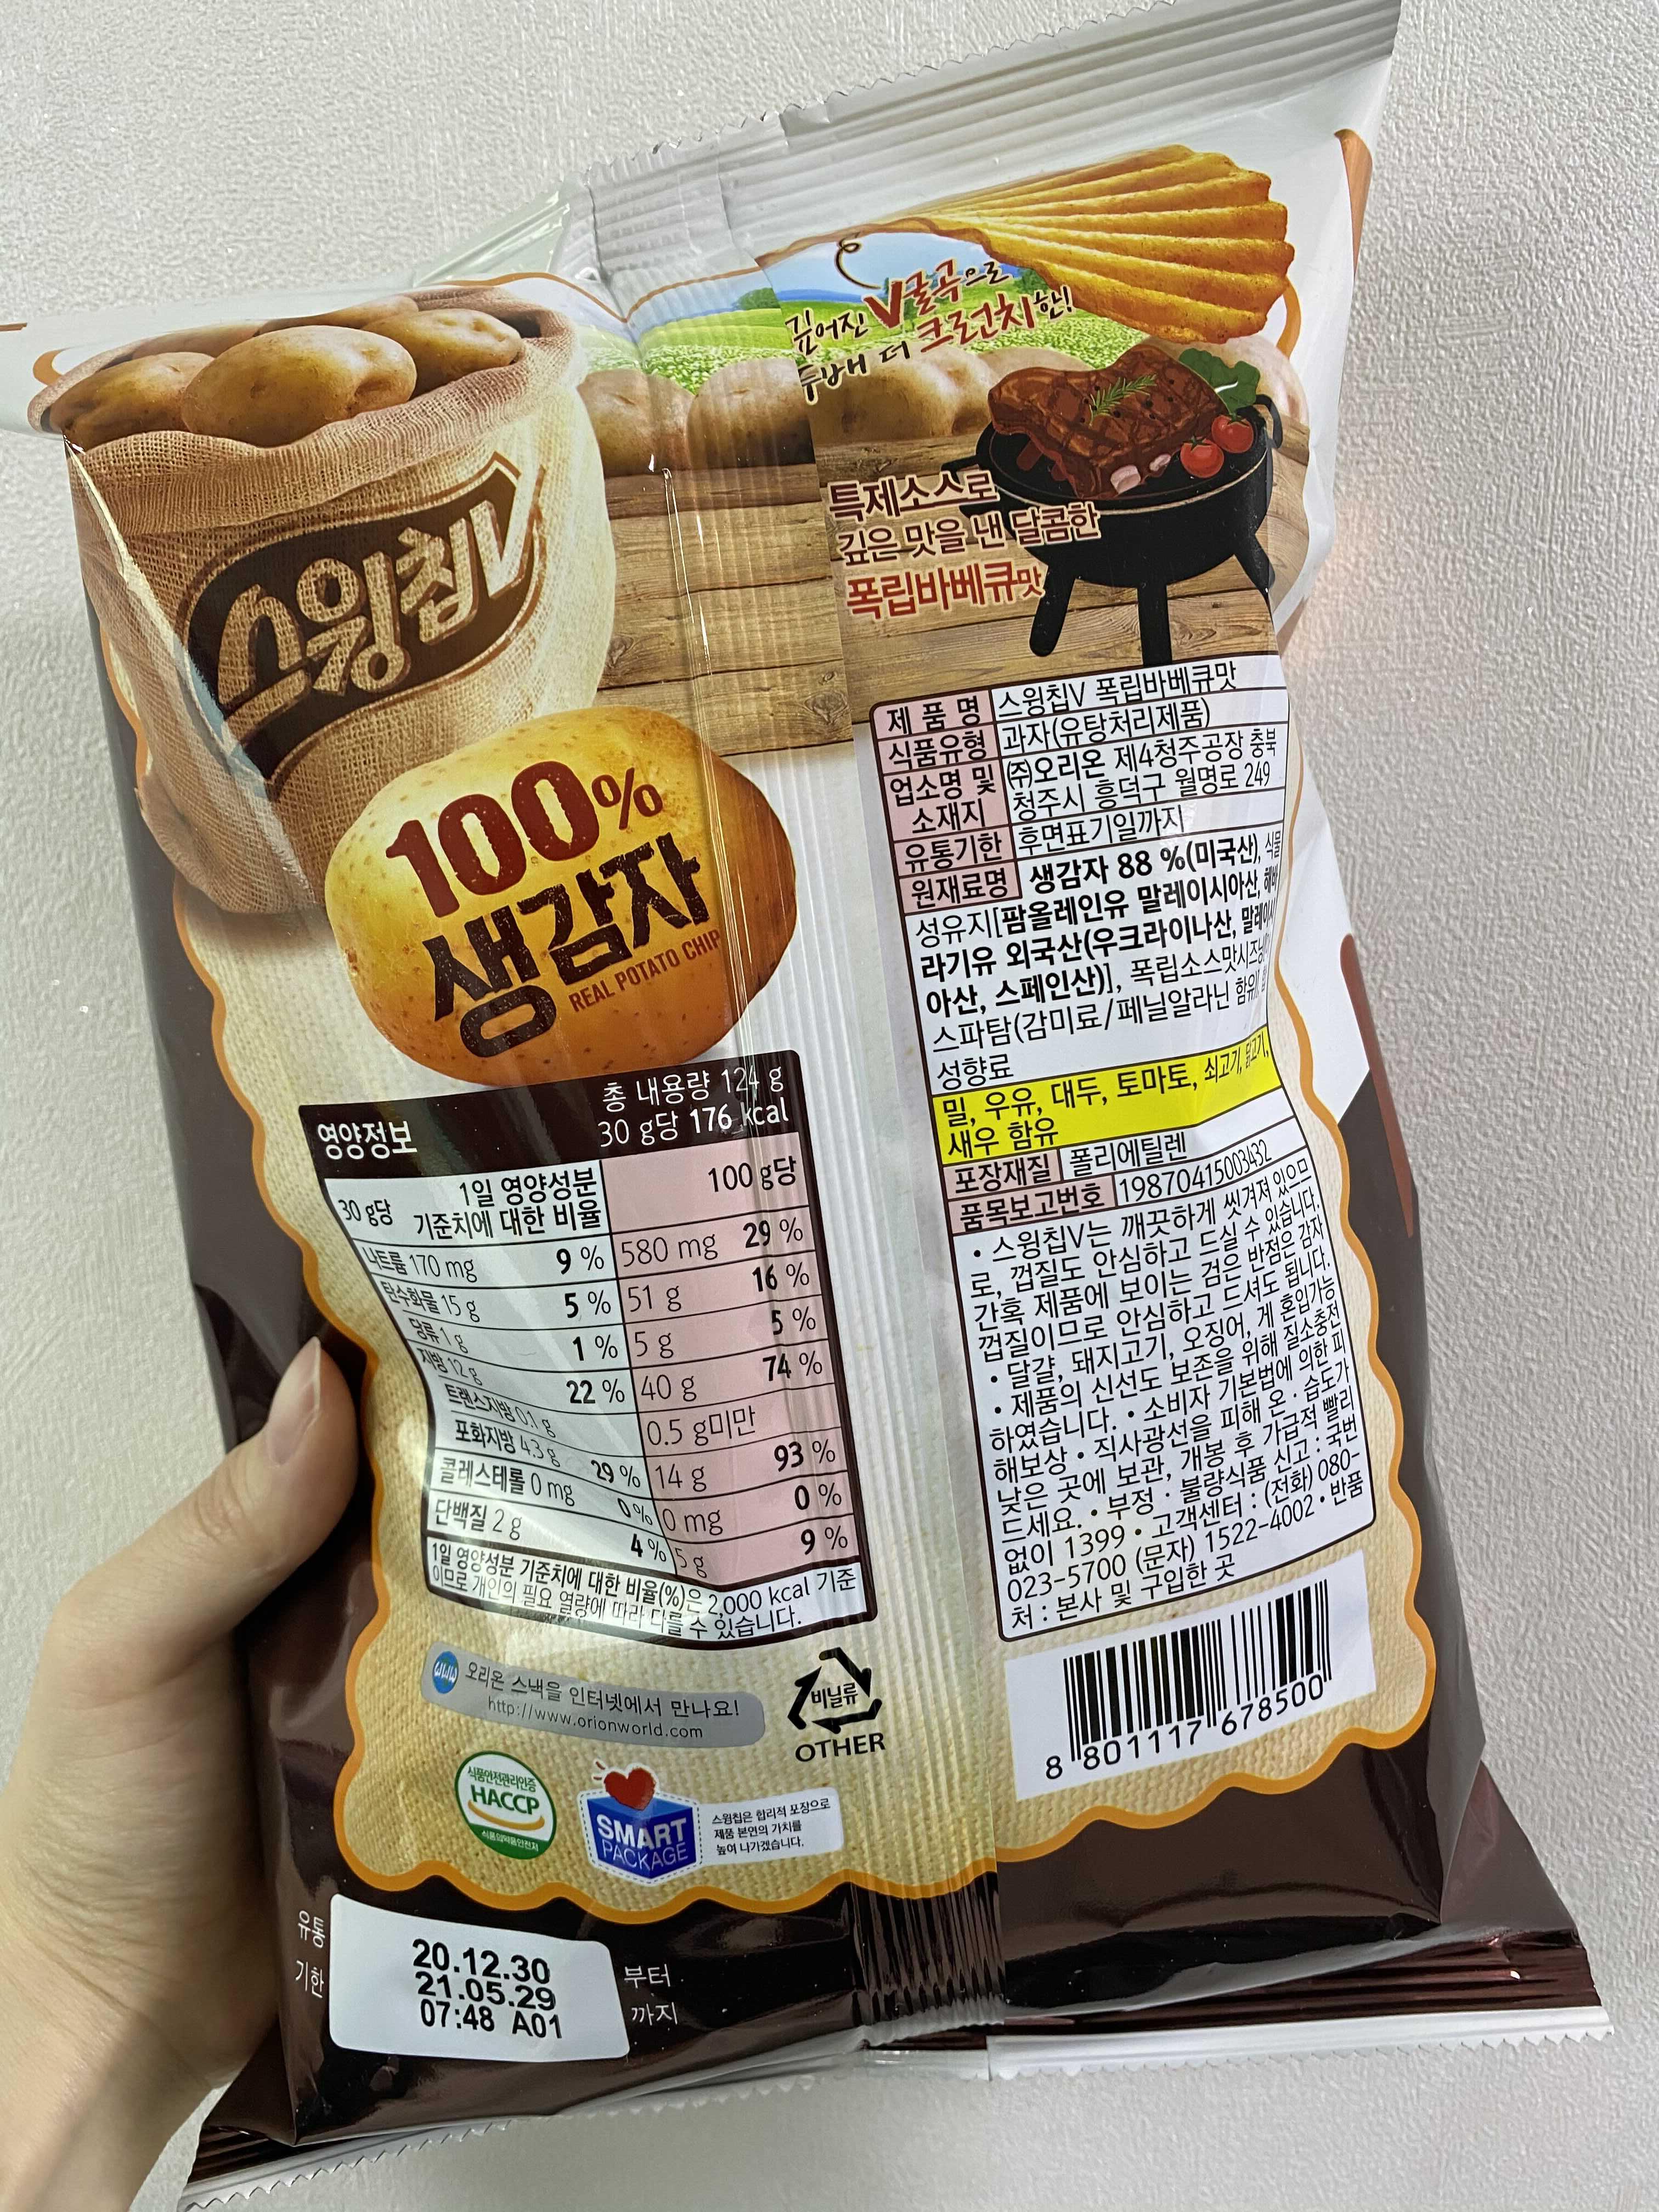 깊어진 V굴곡으로
두배 더 크런치한!
스윙칩V
특제소스로
깊은 맛을 낸 달콤한
폭립바베큐맛
100%
생감자
REAL POTATO CHIP
영양정보
총 내용량 124 g
30 g당 176 kcal
30 g당 1일 영양성분 기준치에 대한 비율 100 g당
나트륨 170 mg 9 % 580 mg 29 %
탄수화물 15 g 5 % 51 g 16 %
당류 1 g 1 % 5 g 5 %
지방 12 g 22 % 40 g 74 %
트랜스지방 0.1 g 0.5 g미만
포화지방 4.3 g 29 % 14 g 93 %
콜레스테롤 0 mg 0 % 0 mg 0 %
단백질 2 g 4 % 5 g 9 %
1일 영양성분 기준치에 대한 비율(%)은 2,000 kcal 기준
이므로 개인의 필요 열량에 따라 다를 수 있습니다.
제 품 명 스윙칩V 폭립바베큐맛
식품유형 과자(유탕처리제품)
업소명 및 소재지 (주)오리온 제4청주공장 충북
청주시 흥덕구 월명로 249
유통기한 후면표기일까지
원재료명 생감자 88 %(미국산), 식물
성유지[팜올레인유 말레이시아산, 해바
라기유 외국산(우크라이나산, 말레이시
아산, 스페인산)], 폭립소스맛시즈닝
스파탐(감미료/페닐알라닌 함유),
성향료
밀, 우유, 대두, 토마토, 쇠고기, 닭고기,
새우 함유
포장재질 폴리에틸렌
품목보고번호 19870415003432
• 스윙칩V는 깨끗하게 씻겨져 있으므
로, 껍질도 안심하고 드실 수 있습니다.
간혹 제품에 보이는 검은 반점은 감자
껍질이므로 안심하고 드셔도 됩니다.
• 달걀, 돼지고기, 오징어, 게 혼입가능
• 제품의 신선도 보존을 위해 질소충전
하였습니다. • 소비자 기본법에 의한 피
해보상 • 직사광선을 피해 온·습도가
낮은 곳에 보관, 개봉 후 가급적 빨리
드세요. • 부정·불량식품 신고 : 국번
없이 1399 • 고객센터 : (전화) 080-
023-5700 (문자) 1522-4002 • 반품
처 : 본사 및 구입한 곳
8 801117 678500
www 오리온 스낵을 인터넷에서 만나요!
http://www.orionworld.com
비닐류
OTHER
식품안전관리인증
HACCP
식품의약품안전처
SMART
PACKAGE
스윙칩은 합리적 포장으로
제품 본연의 가치를
높여 나가겠습니다.
유통 20.12.30 부터
기한 21.05.29 까지
07:48 A01